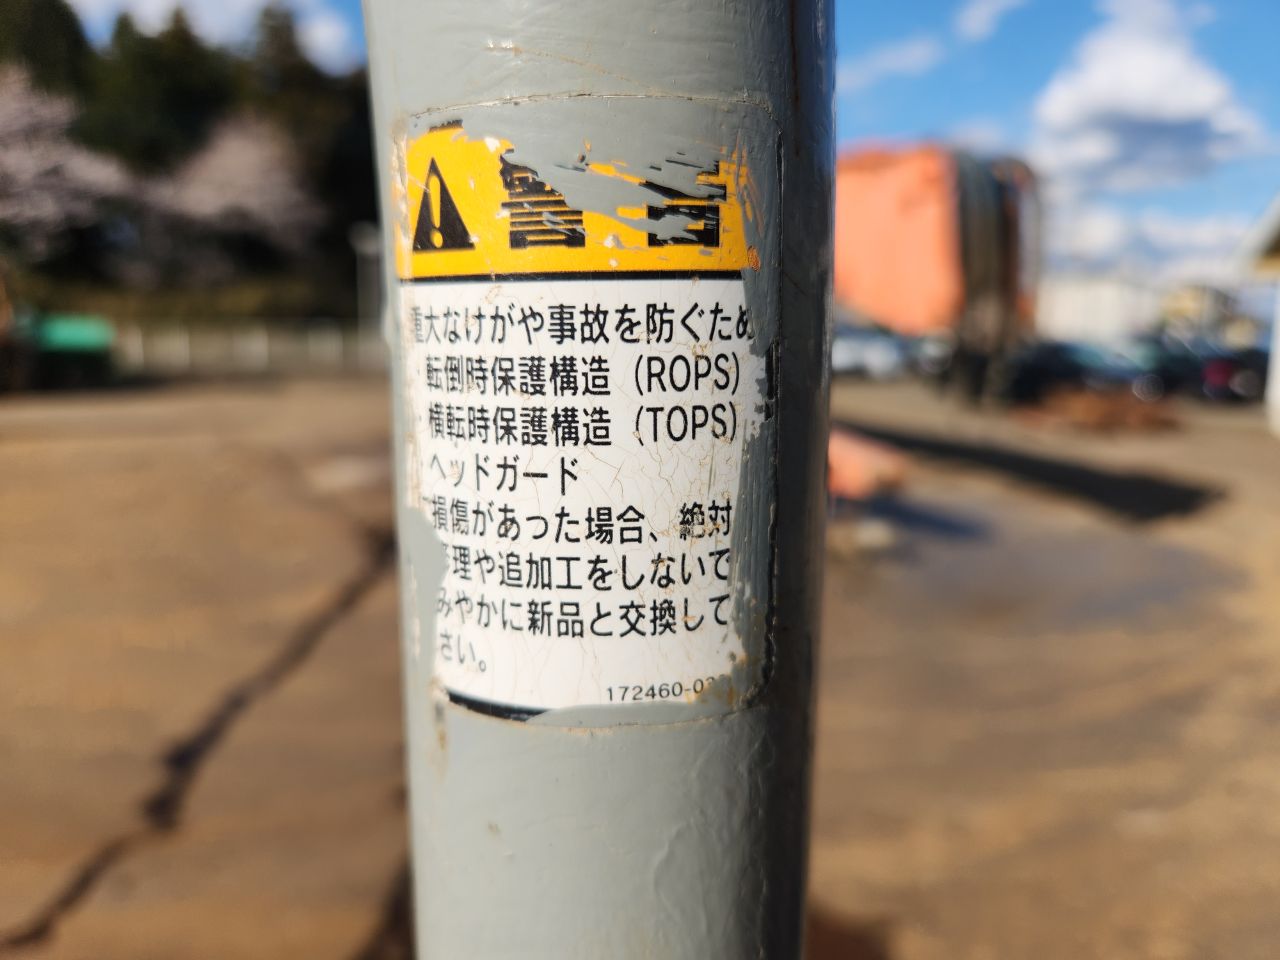 重大なけがや事故を防ぐため
・転倒時保護構造（ROPS）
・横転時保護構造（TOPS）
ヘッドガード
損傷があった場合、絶対
理や追加工をしないで
みやかに新品と交換して
さい。
172460-03